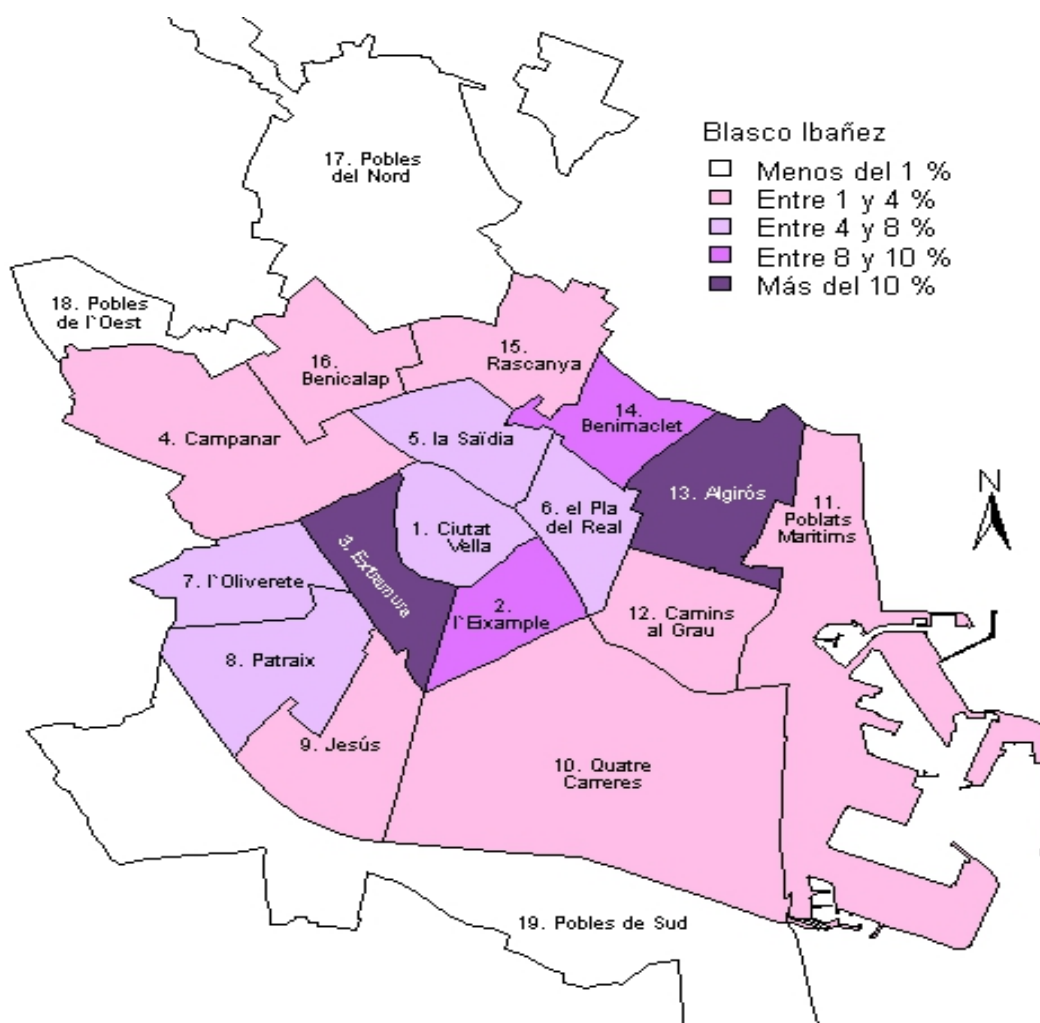 Blasco Ibañez
Menos del 1 %
Entre 1 y 4 %
Entre 4 y 8 %
Entre 8 y 10 %
Más del 10 %
17. Pobles
del Nord
18. Pobles
de l`Oest
16.
Benicalap
15.
Rascanya
4. Campanar
5. la Saïdia
14.
Benimaclet
13. Algirós
N
11.
Poblats
Maritims
1. Ciutat
Vella
6. el Pla
del Real
3. Extramura
7. l`Oliverete
2.
l`Eixample
12. Camins
al Grau
8. Patraix
9. Jesús
10. Quatre
Carreres
19. Pobles de Sud